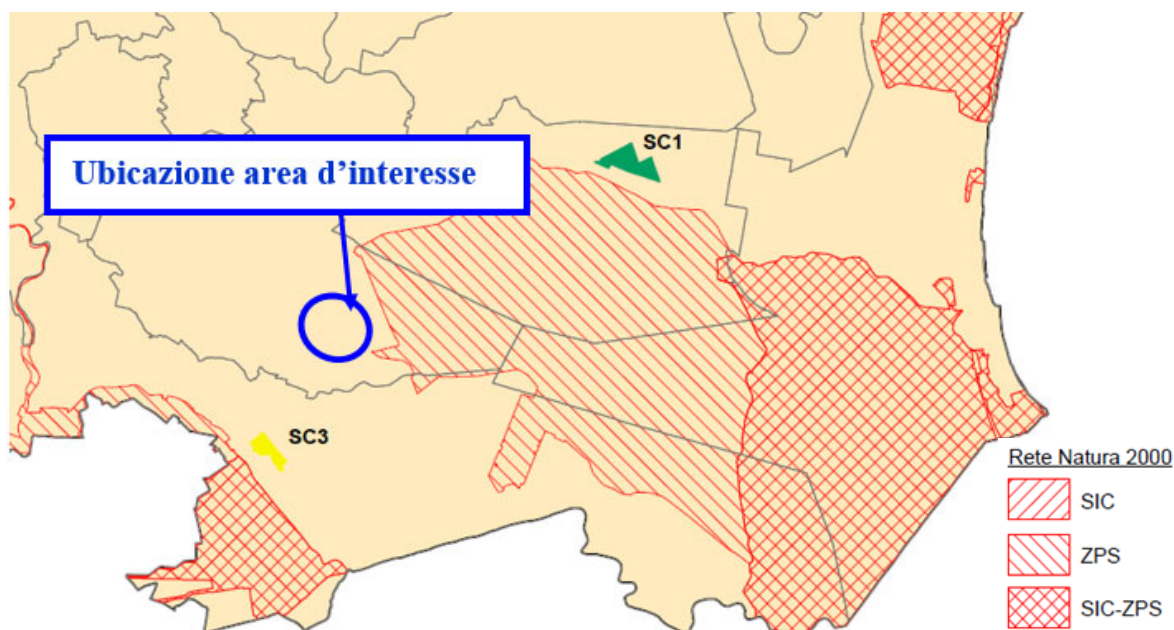 SC1
Ubicazione area d’interesse
SC3
Rete Natura 2000
SIC
ZPS
SIC-ZPS